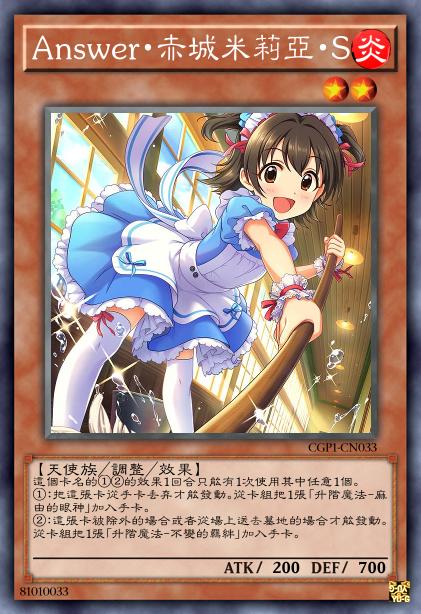 Answer･赤城米莉亞･S
炎
CGP1-CN033
【天使族/調整/效果】
這個卡名的①②的效果1回合只能有1次使用其中任意1個。
①:把這張卡從手卡丟弃才能發動。從卡組把1張「升階魔法-麻
由的眼神」加入手卡。
②:這張卡被除外的場合或者從場上送去墓地的場合才能發動。
從卡組把1張「升階魔法-不變的羈絆」加入手卡。
ATK/ 200 DEF/ 700
81010033